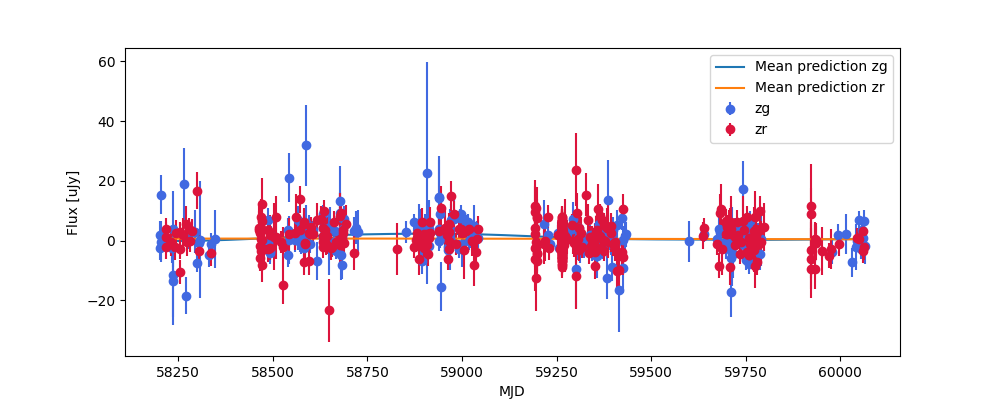 60
40
20
0
−20
Flux [uJy]
58250 58500 58750 59000 59250 59500 59750 60000
MJD
Mean prediction zg
Mean prediction zr
zg
zr